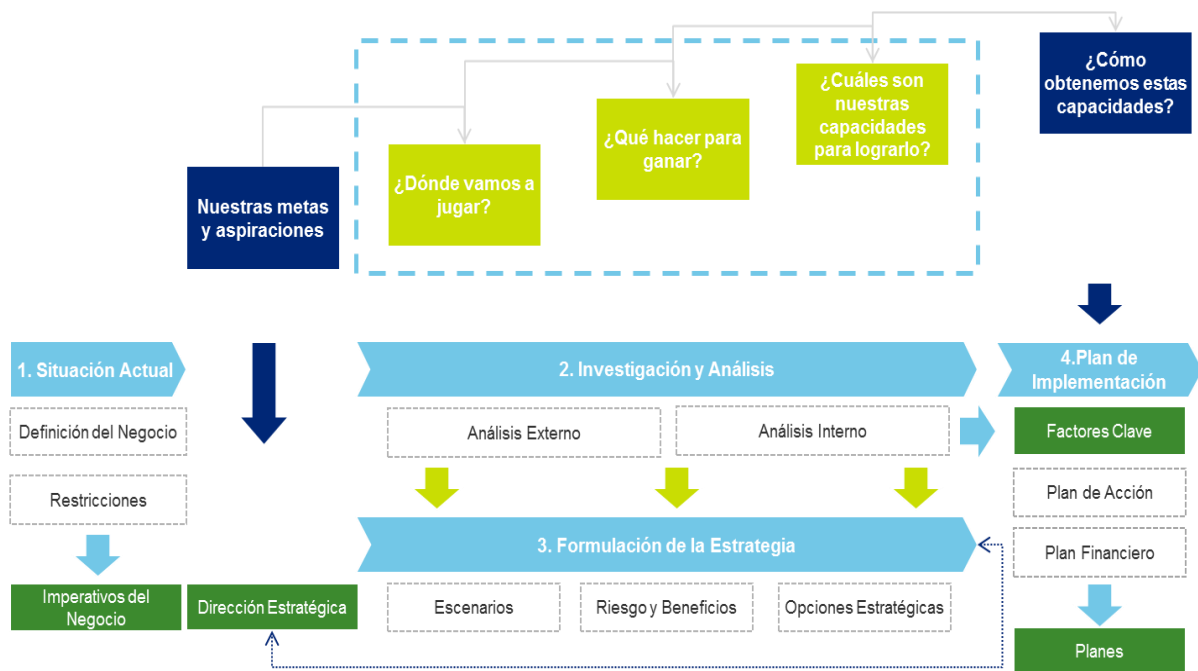 ¿Cómo
obtenemos estas
capacidades?
¿Cuáles son
nuestras
capacidades
para lograrlo?
¿Qué hacer para
ganar?
¿Dónde vamos a
jugar?
Nuestras metas
y aspiraciones
1. Situación Actual
2. Investigación y Análisis
4.Plan de
Implementación
Definición del Negocio
Análisis Externo
Análisis Interno
Factores Clave
Restricciones
Plan de Acción
3. Formulación de la Estrategia
Plan Financiero
Imperativos del
Negocio
Dirección Estratégica
Escenarios
Riesgo y Beneficios
Opciones Estratégicas
Planes